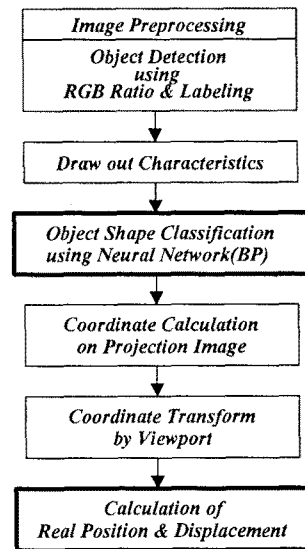 Image Preprocessing
Object Detection
using
RGB Ratio & Labeling
Draw out Characteristics
Object Shape Classification
using Neural Network(BP)
Coordinate Calculation
on Projection Image
Coordinate Transform
by Viewport
Calculation of
Real Position & Displacement